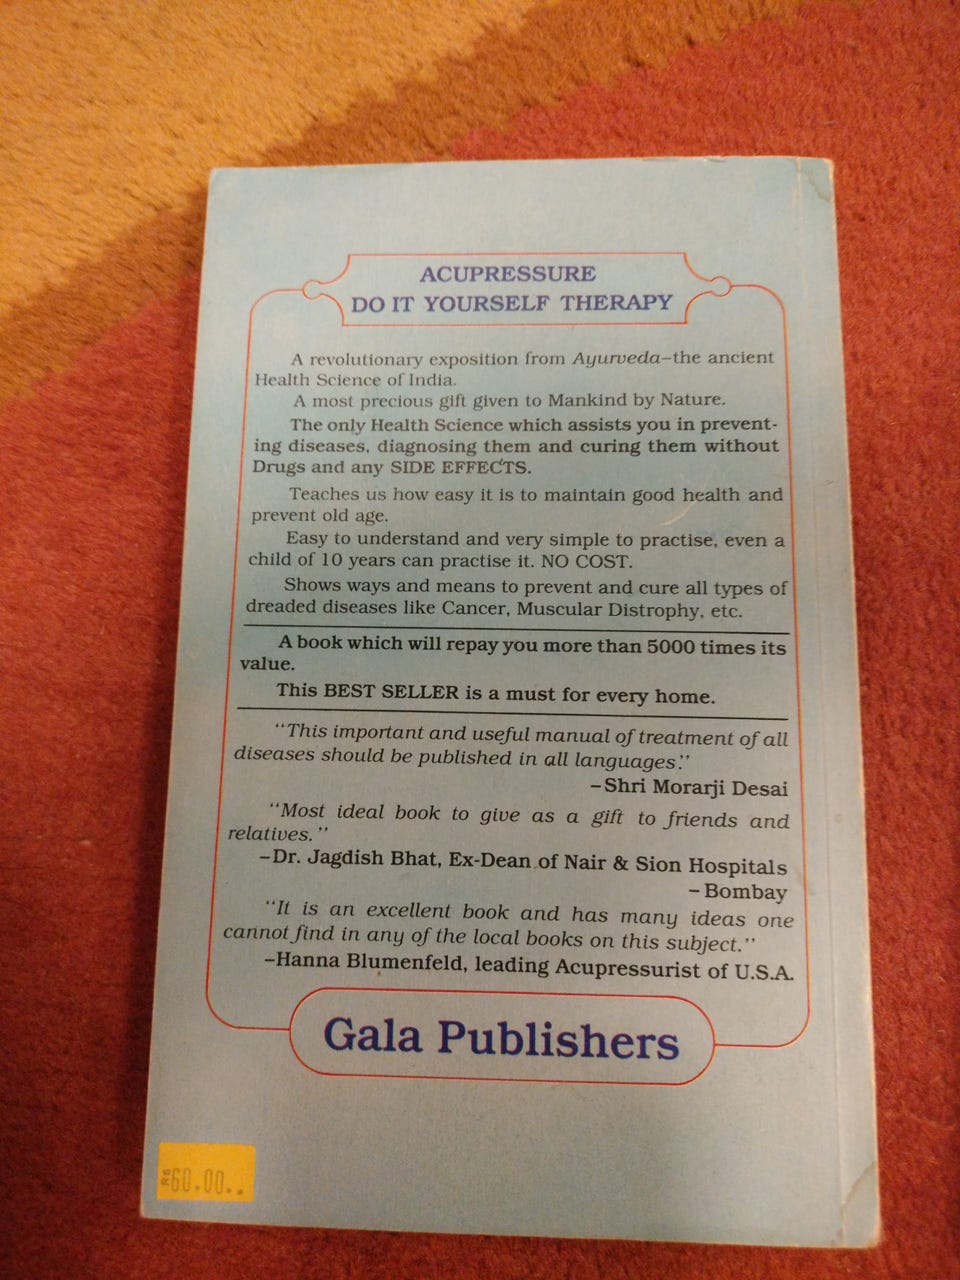 ACUPRESSURE
DO IT YOURSELF THERAPY
A revolutionary exposition from Ayurveda–the ancient
Health Science of India.
A most precious gift given to Mankind by Nature.
The only Health Science which assists you in prevent-
ing diseases, diagnosing them and curing them without
Drugs and any SIDE EFFECTS.
Teaches us how easy it is to maintain good health and
prevent old age.
Easy to understand and very simple to practise, even a
child of 10 years can practise it. NO COST.
Shows ways and means to prevent and cure all types of
dreaded diseases like Cancer, Muscular Distrophy, etc.
A book which will repay you more than 5000 times its
value.
This BEST SELLER is a must for every home.
"This important and useful manual of treatment of all
diseases should be published in all languages."
–Shri Morarji Desai
"Most ideal book to give as a gift to friends and
relatives."
–Dr. Jagdish Bhat, Ex-Dean of Nair & Sion Hospitals
–Bombay
"It is an excellent book and has many ideas one
cannot find in any of the local books on this subject."
–Hanna Blumenfeld, leading Acupressurist of U.S.A.
Gala Publishers
RS 60.00..